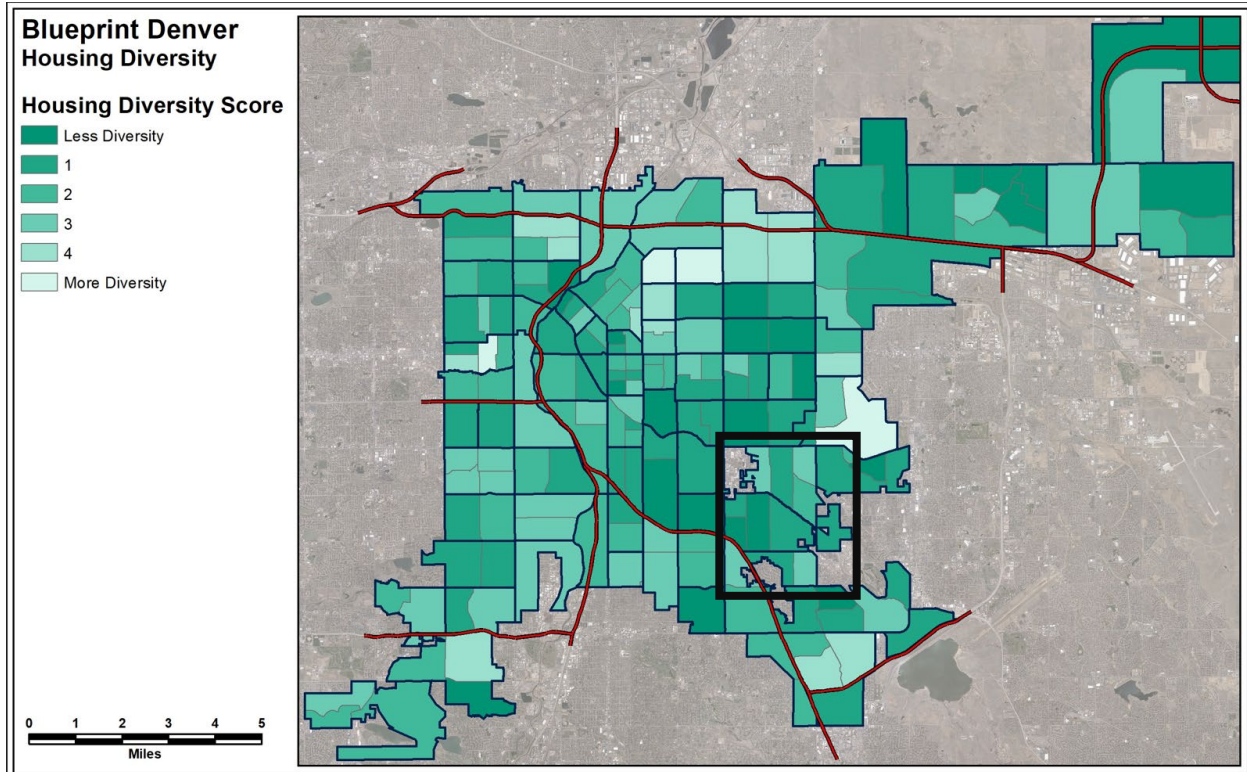 Blueprint Denver
Housing Diversity
Housing Diversity Score
Less Diversity
1
2
3
4
More Diversity
0 1 2 3 4 5
Miles